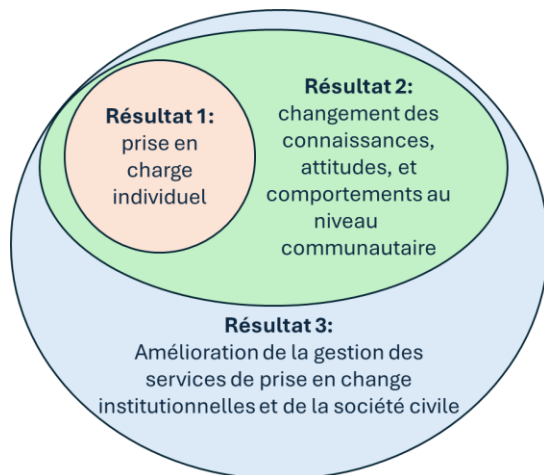 Résultat 1:
prise en
charge
individuel
Résultat 2:
changement des
connaissances,
attitudes, et
comportements au
niveau
communautaire
Résultat 3:
Amélioration de la gestion des
services de prise en change
institutionnelles et de la société civile